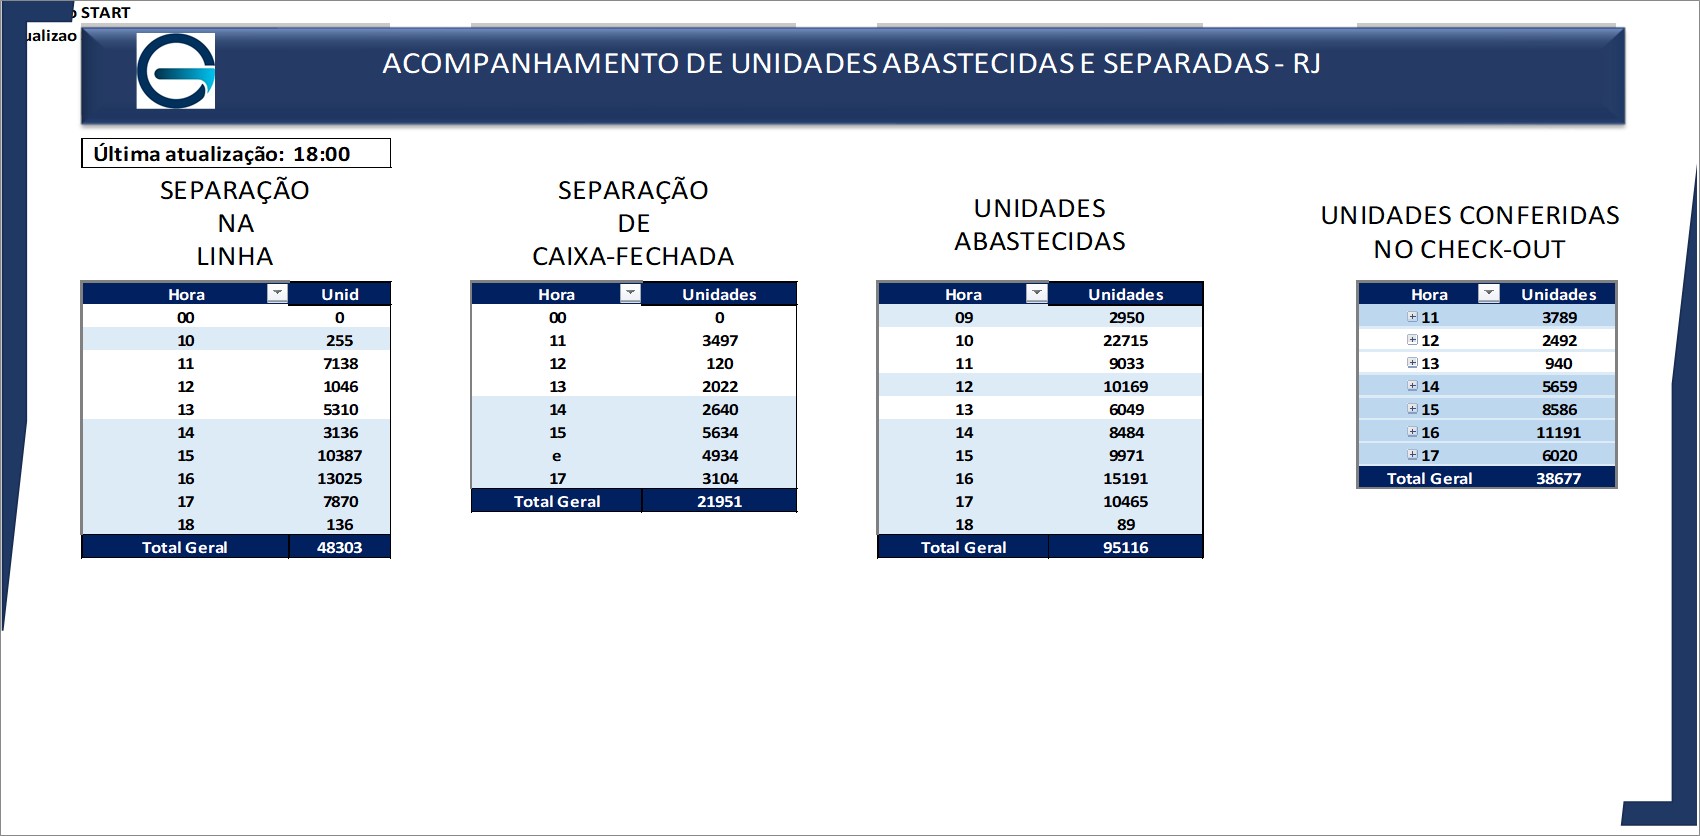 START
ualizao
ACOMPANHAMENTO DE UNIDADES ABASTECIDAS E SEPARADAS - RJ
Última atualização: 18:00
SEPARAÇÃO
NA
LINHA
Hora Unid
00 0
10 255
11 7138
12 1046
13 5310
14 3136
15 10387
16 13025
17 7870
18 136
Total Geral 48303
SEPARAÇÃO
DE
CAIXA-FECHADA
Hora Unidades
00 0
11 3497
12 120
13 2022
14 2640
15 5634
e 4934
17 3104
Total Geral 21951
UNIDADES
ABASTECIDAS
Hora Unidades
09 2950
10 22715
11 9033
12 10169
13 6049
14 8484
15 9971
16 15191
17 10465
18 89
Total Geral 95116
UNIDADES CONFERIDAS
NO CHECK-OUT
Hora Unidades
11 3789
12 2492
13 940
14 5659
15 8586
16 11191
17 6020
Total Geral 38677